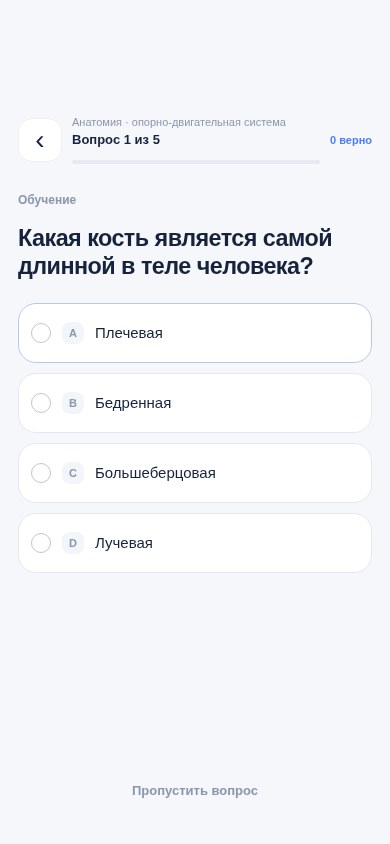 Анатомия · опорно-двигательная система
Вопрос 1 из 5
0 верно
Обучение
Какая кость является самой
длинной в теле человека?
A Плечевая
B Бедренная
C Большеберцовая
D Лучевая
Пропустить вопрос